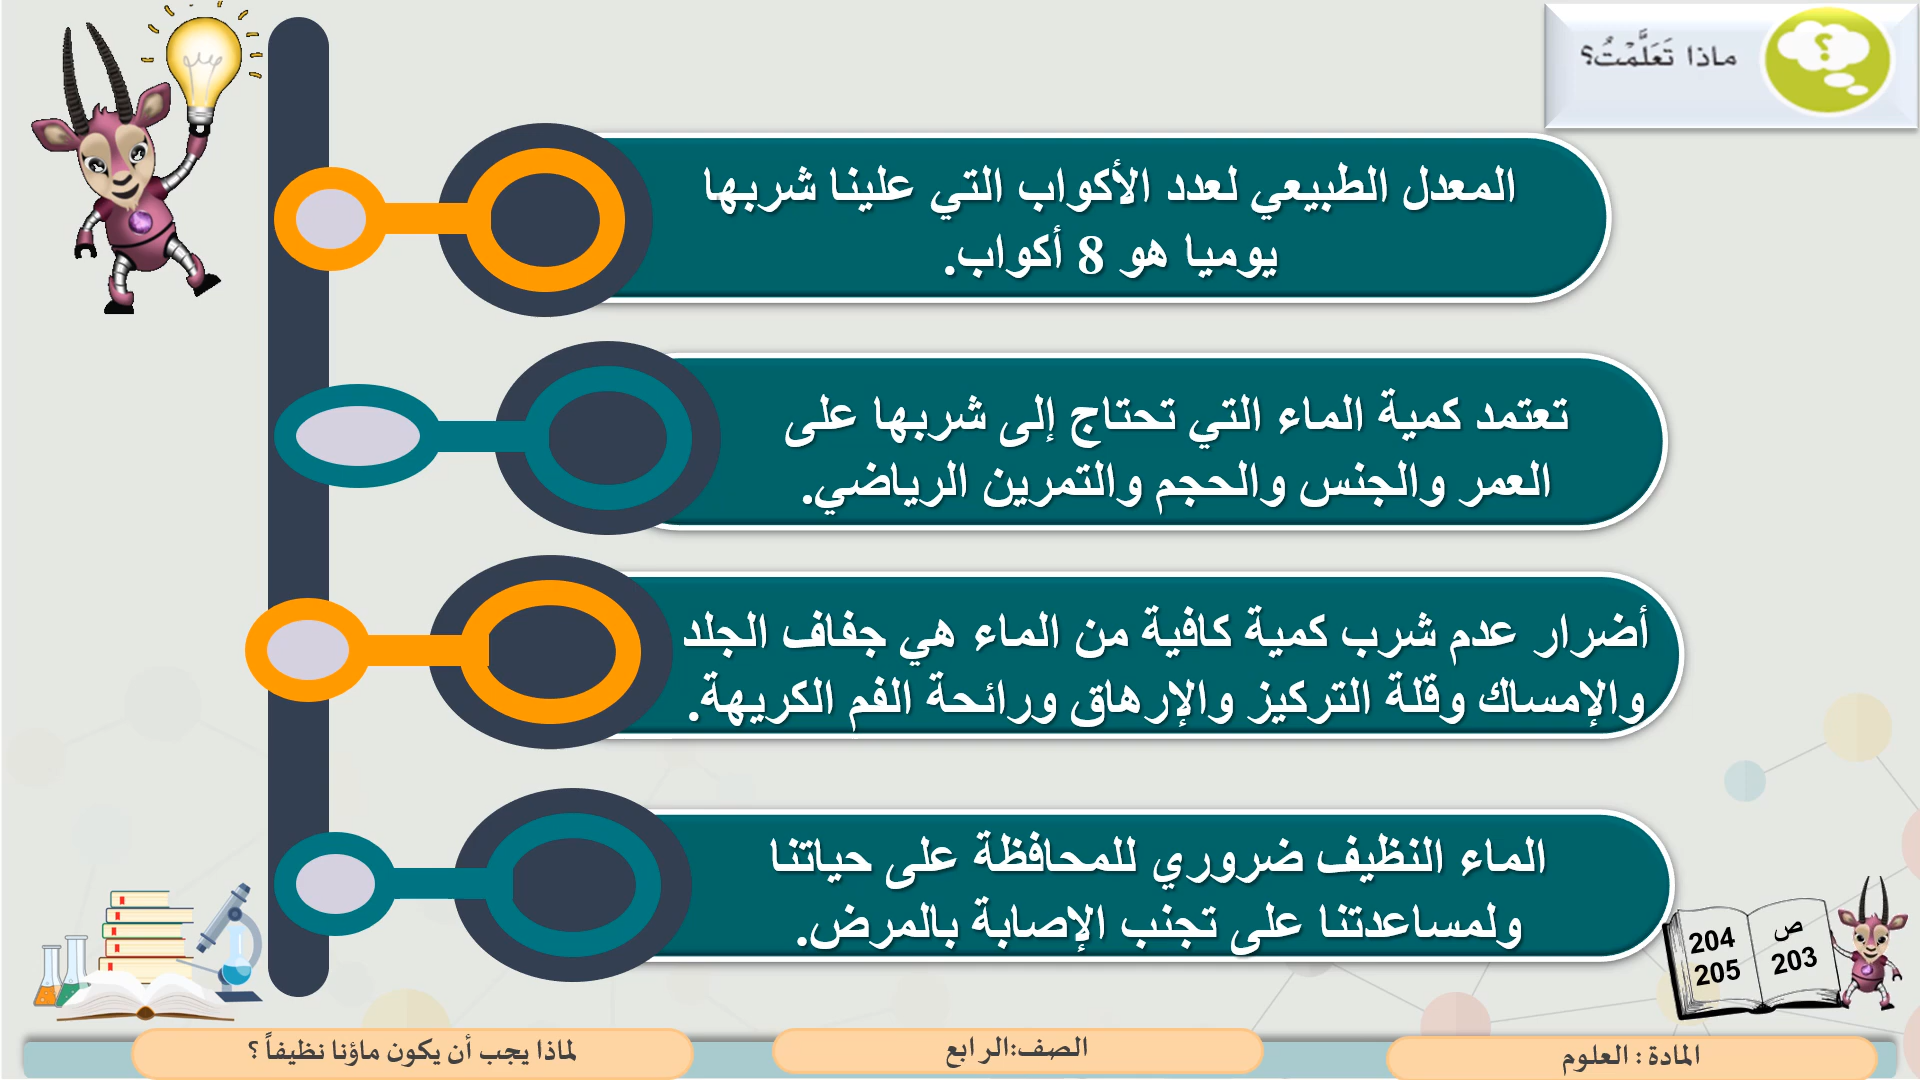 ماذا تَعَلَّمْتُ؟
المعدل الطبيعي لعدد الأكواب التي علينا شربها
يوميا هو 8 أكواب.
تعتمد كمية الماء التي تحتاج إلى شربها على
العمر والجنس والحجم والتمرين الرياضي.
أضرار عدم شرب كمية كافية من الماء هي جفاف الجلد
والإمساك وقلة التركيز والإرهاق ورائحة الفم الكريهة.
الماء النظيف ضروري للمحافظة على حياتنا
ولمساعدتنا على تجنب الإصابة بالمرض.
ص
203
204
205
المادة : العلوم
الصف:الرابع
لماذا يجب أن يكون ماؤنا نظيفاً ؟